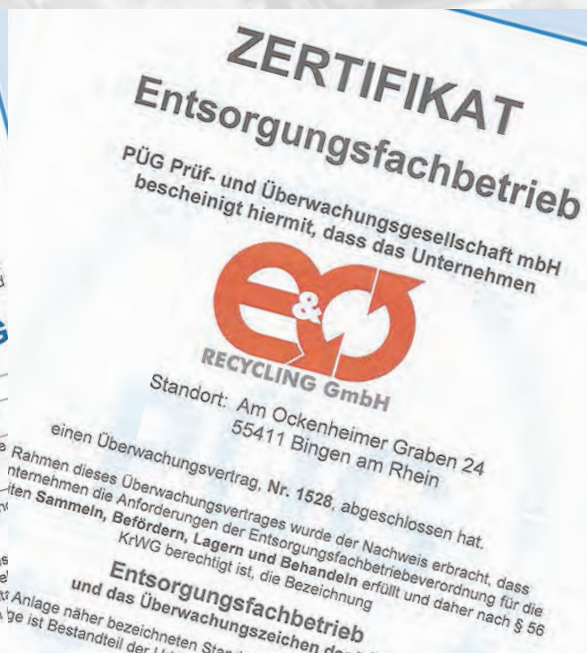 ZERTIFIKAT
Entsorgungsfachbetrieb
PÜG Prüf- und Überwachungsgesellschaft mbH
bescheinigt hiermit, dass das Unternehmen
e&o
RECYCLING GmbH
Standort: Am Ockenheimer Graben 24
55411 Bingen am Rhein
einen Überwachungsvertrag, Nr. 1528, abgeschlossen hat.
Rahmen dieses Überwachungsvertrages wurde der Nachweis erbracht, dass
nternehmen die Anforderungen der Entsorgungsfachbetriebeverordnung für die
iten Sammeln, Befördern, Lagern und Behandeln erfüllt und daher nach § 56
KrWG berechtigt ist, die Bezeichnung
Entsorgungsfachbetrieb
und das Überwachungszeichen der
Anlage näher bezeichneten
ge ist Bestandteil der